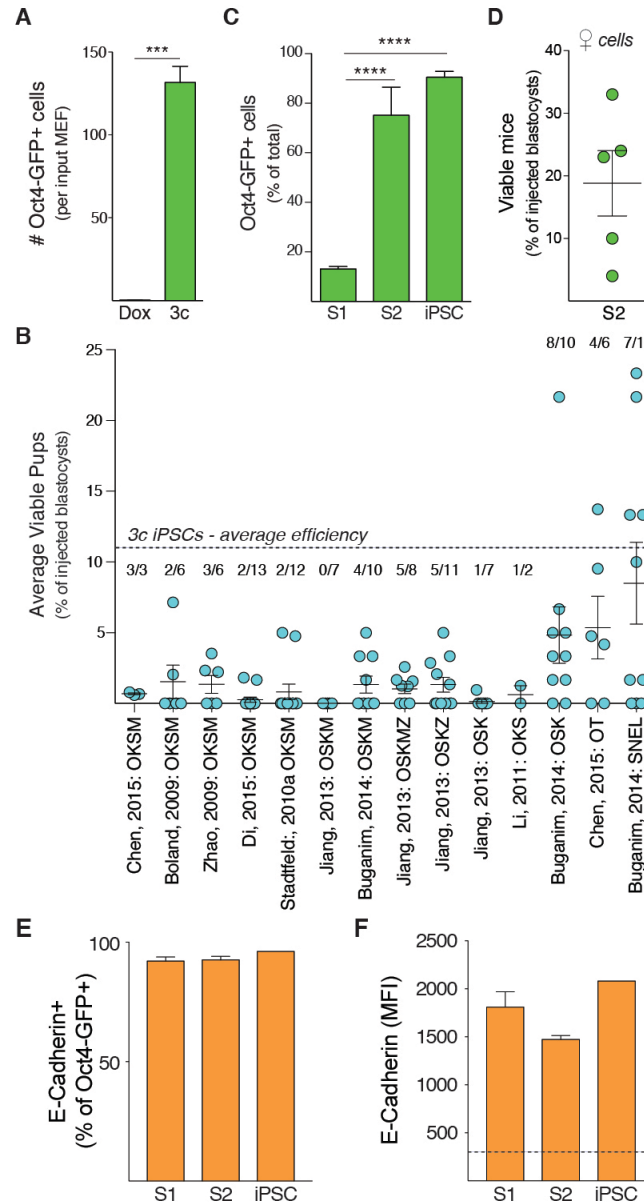 A
***
# Oct4-GFP+ cells
(per input MEF)
150
100
50
Dox 3c
C
****
****
Oct4-GFP+ cells
(% of total)
100
80
60
40
20
S1 S2 iPSC
D
♀ cells
Viable mice
(% of injected blastocysts)
40
30
20
10
S2
B
Average Viable Pups
(% of injected blastocysts)
25
20
15
10
5
8/10 4/6 7/1
3c iPSCs - average efficiency
3/3 2/6 3/6 2/13 2/12 0/7 4/10 5/8 5/11 1/7 1/2
Chen, 2015: OKSM
Boland, 2009: OKSM
Zhao, 2009: OKSM
Di, 2015: OKSM
Stadtfeld:, 2010a OKSM
Jiang, 2013: OSKM
Buganim, 2014: OSKM
Jiang, 2013: OSKMZ
Jiang, 2013: OSKZ
Jiang, 2013: OSK
Li, 2011: OKS
Buganim, 2014: OSK
Chen, 2015: OT
Buganim, 2014: SNEL
E
E-Cadherin+
(% of Oct4-GFP+)
100
50
S1 S2 iPSC
F
E-Cadherin (MFI)
2500
2000
1500
1000
500
S1 S2 iPSC